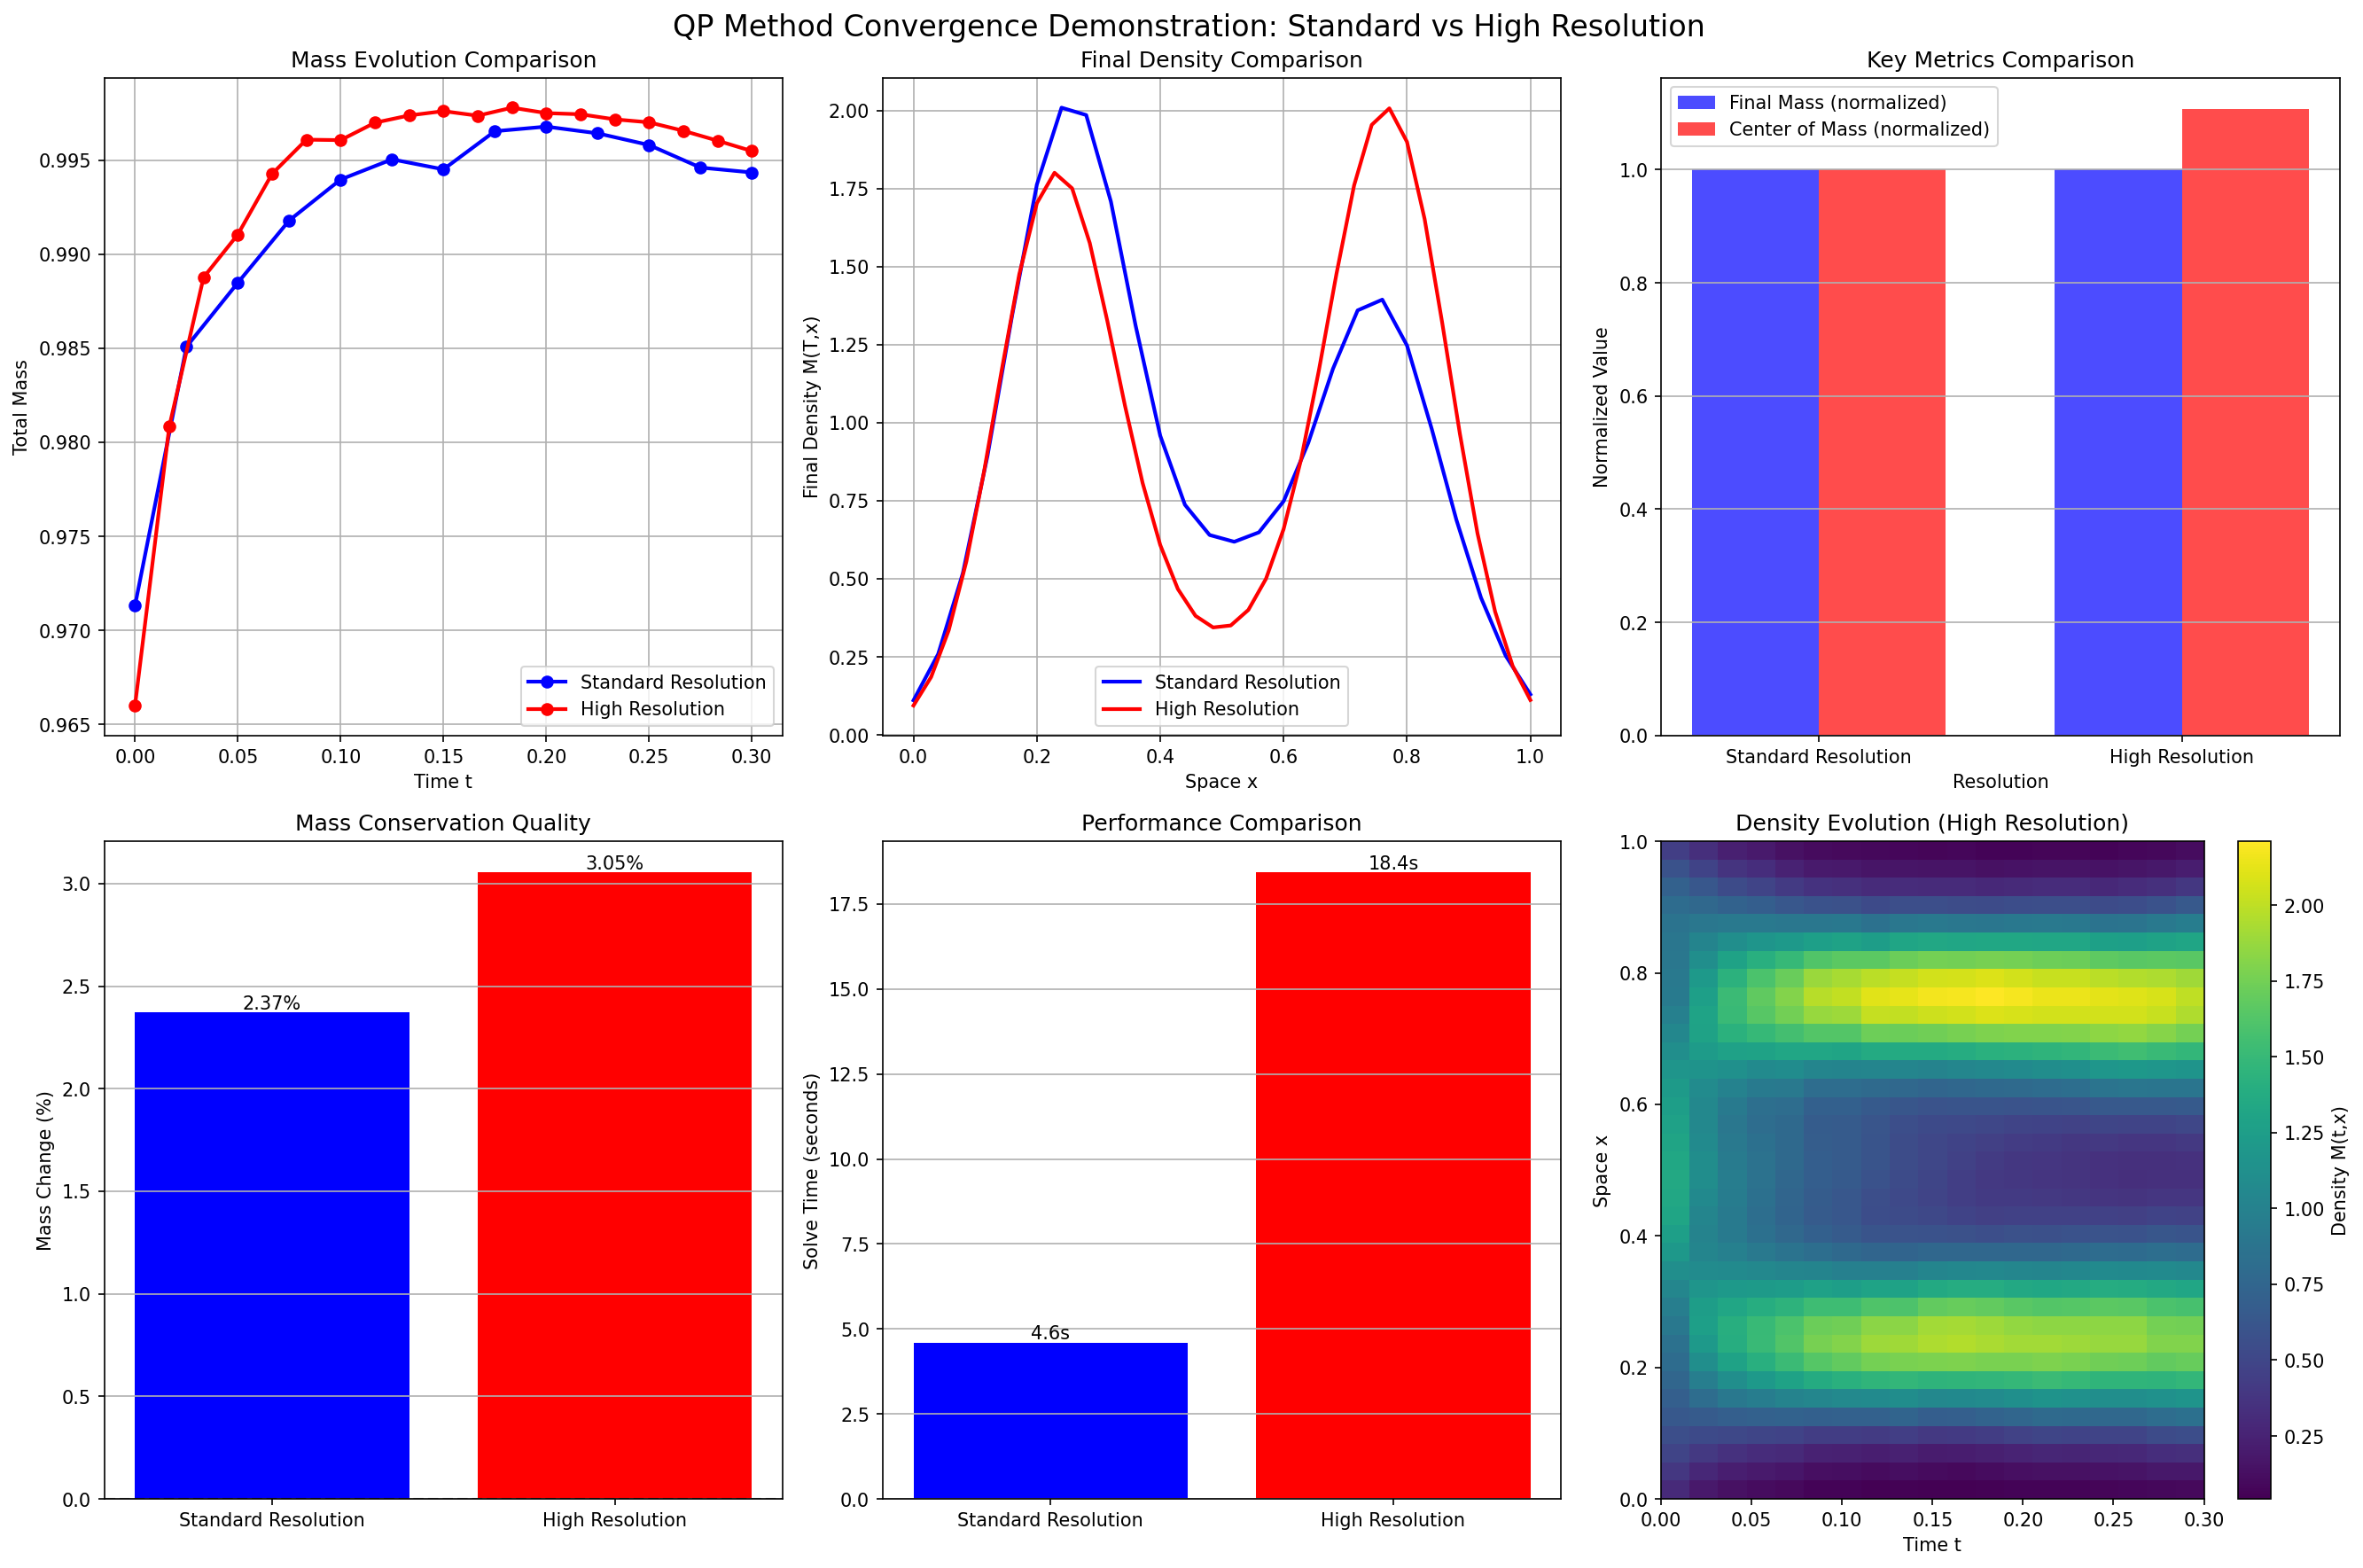 QP Method Convergence Demonstration: Standard vs High Resolution
Mass Evolution Comparison
Total Mass
0.995
0.990
0.985
0.980
0.975
0.970
0.965
Standard Resolution
High Resolution
0.00 0.05 0.10 0.15 0.20 0.25 0.30
Time t
Final Density Comparison
Final Density M(T,x)
2.00
1.75
1.50
1.25
1.00
0.75
0.50
0.25
0.00
Standard Resolution
High Resolution
0.0 0.2 0.4 0.6 0.8 1.0
Space x
Key Metrics Comparison
Normalized Value
Final Mass (normalized)
Center of Mass (normalized)
1.0
0.8
0.6
0.4
0.2
0.0
Standard Resolution High Resolution
Resolution
Mass Conservation Quality
Mass Change (%)
3.0
2.5
2.0
1.5
1.0
0.5
0.0
2.37%
3.05%
Standard Resolution High Resolution
Performance Comparison
Solve Time (seconds)
17.5
15.0
12.5
10.0
7.5
5.0
2.5
0.0
4.6s
18.4s
Standard Resolution High Resolution
Density Evolution (High Resolution)
Space x
1.0
0.8
0.6
0.4
0.2
0.0
0.00 0.05 0.10 0.15 0.20 0.25 0.30
Time t
2.00
1.75
1.50
1.25
1.00
0.75
0.50
0.25
Density M(t,x)